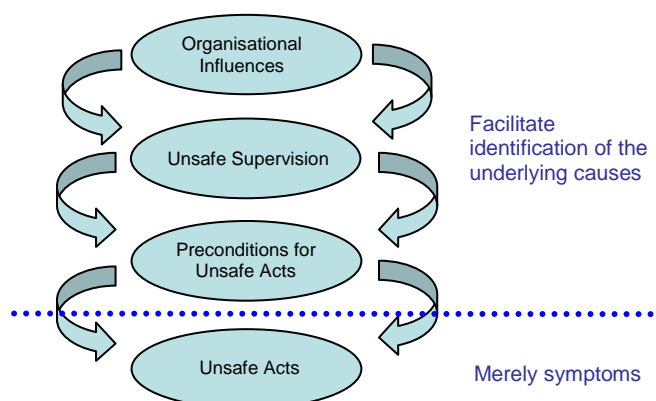 Organisational
Influences
Unsafe Supervision
Facilitate
identification of the
underlying causes
Preconditions for
Unsafe Acts
Unsafe Acts
Merely symptoms